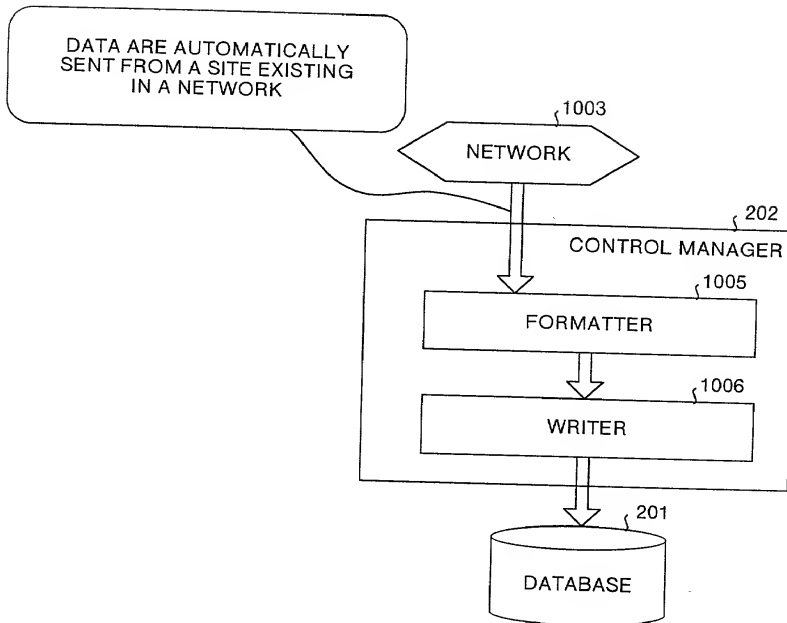 DATA ARE AUTOMATICALLY
SENT FROM A SITE EXISTING
IN A NETWORK
1003
NETWORK
202
CONTROL MANAGER
1005
FORMATTER
1006
WRITER
201
DATABASE